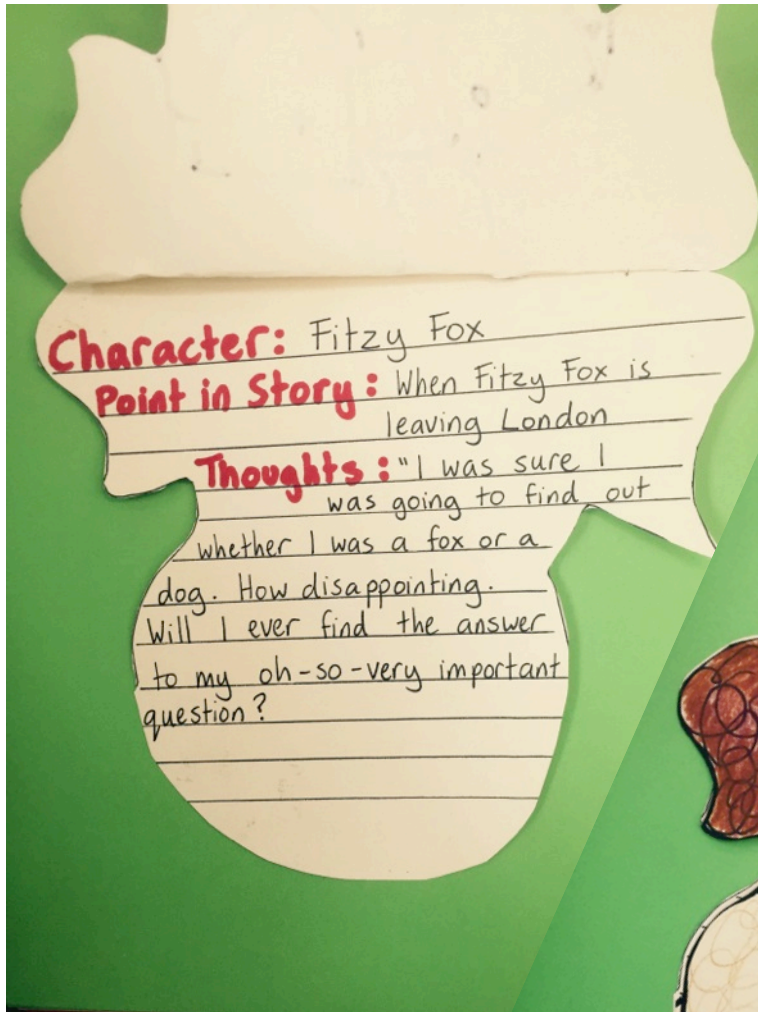 Character: Fitzy Fox
Point in Story: When Fitzy Fox is
leaving London
Thoughts: "I was sure I
was going to find out
whether I was a fox or a
dog. How disappointing.
Will I ever find the answer
to my oh-so-very important
question?